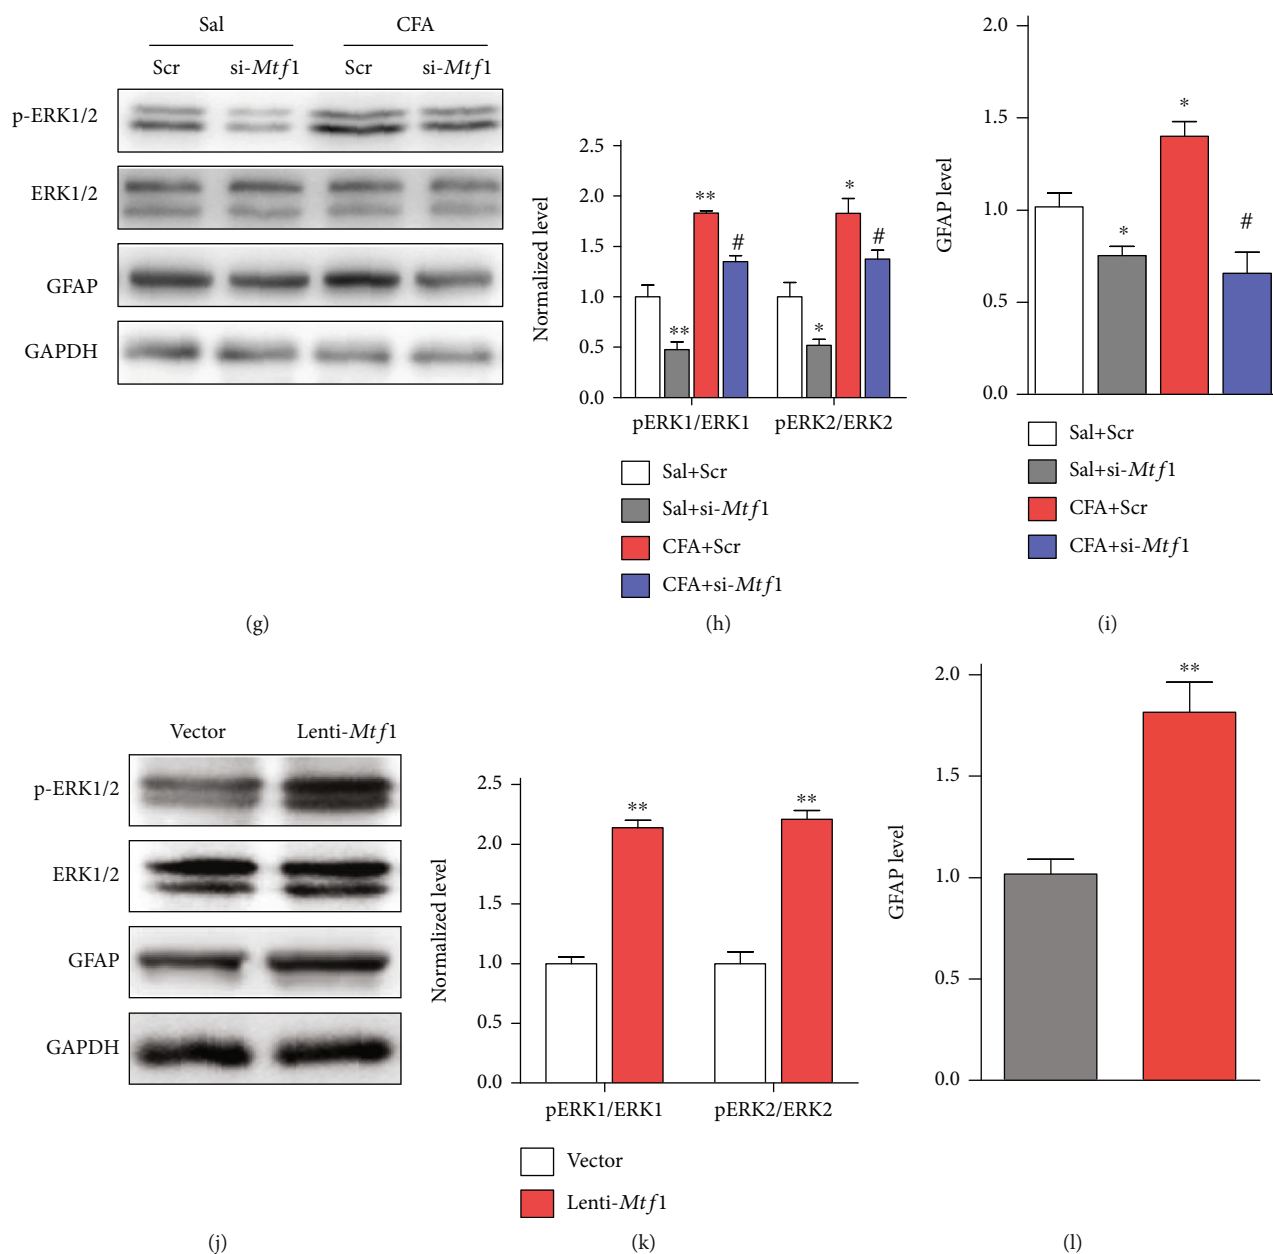 Sal CFA
Scr si-Mtf1 Scr si-Mtf1
p-ERK1/2
ERK1/2
GFAP
GAPDH
(g)
Normalized level
2.5
2.0
1.5
1.0
0.5
0.0
** ** # * * #
pERK1/ERK1 pERK2/ERK2
Sal+Scr
Sal+si-Mtf1
CFA+Scr
CFA+si-Mtf1
(h)
GFAP level
2.0
1.5
1.0
0.5
0.0
* * #
Sal+Scr
Sal+si-Mtf1
CFA+Scr
CFA+si-Mtf1
(i)
Vector Lenti-Mtf1
p-ERK1/2
ERK1/2
GFAP
GAPDH
(j)
Normalized level
2.5
2.0
1.5
1.0
0.5
0.0
** **
pERK1/ERK1 pERK2/ERK2
Vector
Lenti-Mtf1
(k)
GFAP level
2.0
1.5
1.0
0.5
0.0
**
(l)